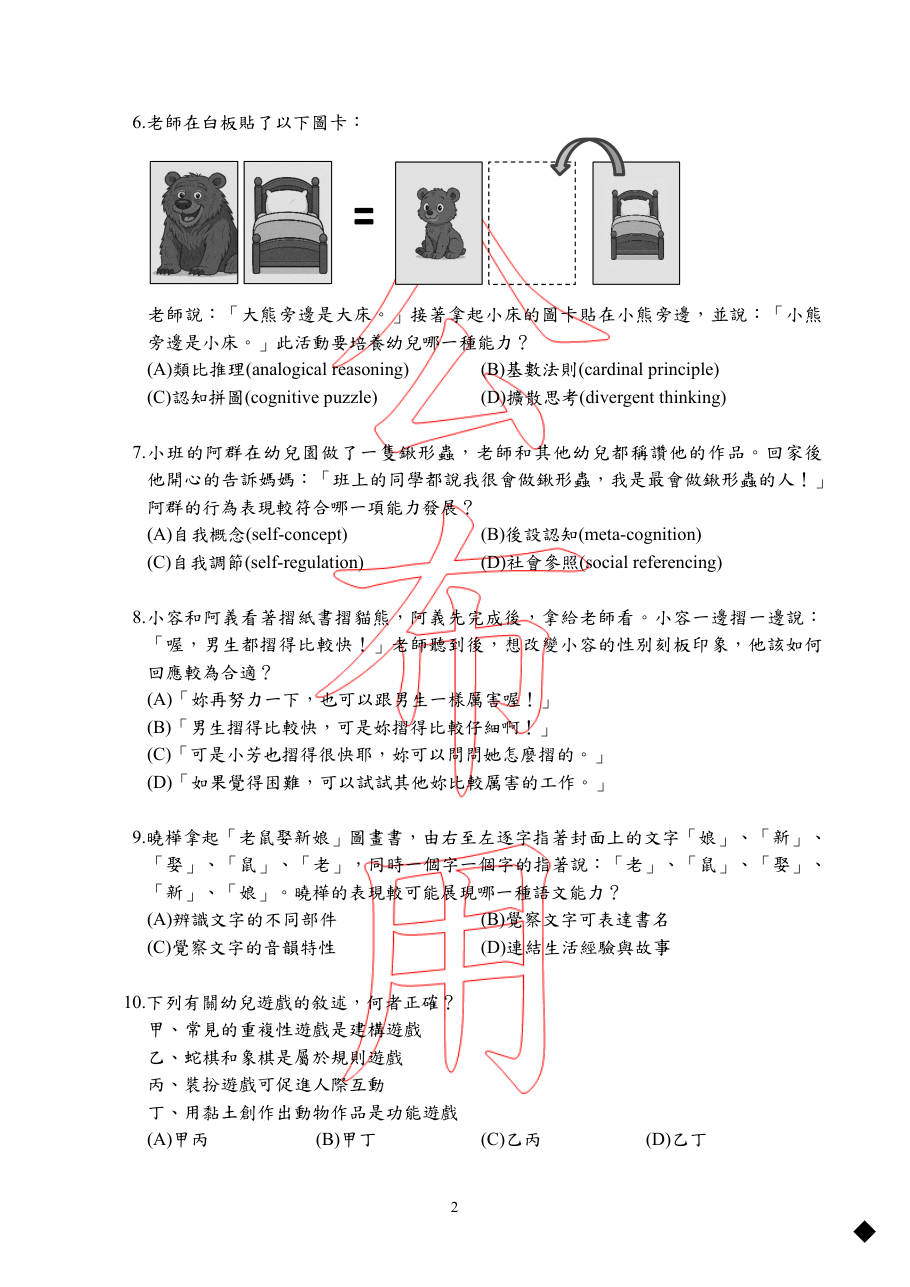 6.老師在白板貼了以下圖卡：
=
老師說：「大熊旁邊是大床。」接著拿起小床的圖卡貼在小熊旁邊，並說：「小熊
旁邊是小床。」此活動要培養幼兒哪一種能力？
(A)類比推理(analogical reasoning) (B)基數法則(cardinal principle)
(C)認知拼圖(cognitive puzzle) (D)擴散思考(divergent thinking)
7.小班的阿群在幼兒園做了一隻鍬形蟲，老師和其他幼兒都稱讚他的作品。回家後
他開心的告訴媽媽：「班上的同學都說我很會做鍬形蟲，我是最會做鍬形蟲的人！」
阿群的行為表現較符合哪一項能力發展？
(A)自我概念(self-concept) (B)後設認知(meta-cognition)
(C)自我調節(self-regulation) (D)社會參照(social referencing)
8.小容和阿義看著摺紙書摺貓熊，阿義先完成後，拿給老師看。小容一邊摺一邊說：
「喔，男生都摺得比較快！」老師聽到後，想改變小容的性別刻板印象，他該如何
回應較為合適？
(A)「妳再努力一下，也可以跟男生一樣厲害喔！」
(B)「男生摺得比較快，可是妳摺得比較仔細啊！」
(C)「可是小芳也摺得很快耶，妳可以問問她怎麼摺的。」
(D)「如果覺得困難，可以試試其他妳比較厲害的工作。」
9.曉樺拿起「老鼠娶新娘」圖畫書，由右至左逐字指著封面上的文字「娘」、「新」、
「娶」、「鼠」、「老」，同時一個字一個字的指著說：「老」、「鼠」、「娶」、
「新」、「娘」。曉樺的表現較可能展現哪一種語文能力？
(A)辨識文字的不同部件 (B)覺察文字可表達書名
(C)覺察文字的音韻特性 (D)連結生活經驗與故事
10.下列有關幼兒遊戲的敘述，何者正確？
甲、常見的重複性遊戲是建構遊戲
乙、蛇棋和象棋是屬於規則遊戲
丙、裝扮遊戲可促進人際互動
丁、用黏土創作出動物作品是功能遊戲
(A)甲丙 (B)甲丁 (C)乙丙 (D)乙丁
2
公
布
用